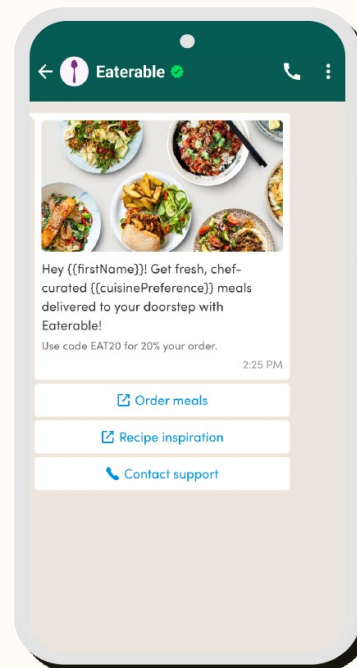 Eaterable
Hey {{firstName}}! Get fresh, chef-
curated {{cuisinePreference}} meals
delivered to your doorstep with
Eaterable!
Use code EAT20 for 20% your order.
2:25 PM
Order meals
Recipe inspiration
Contact support